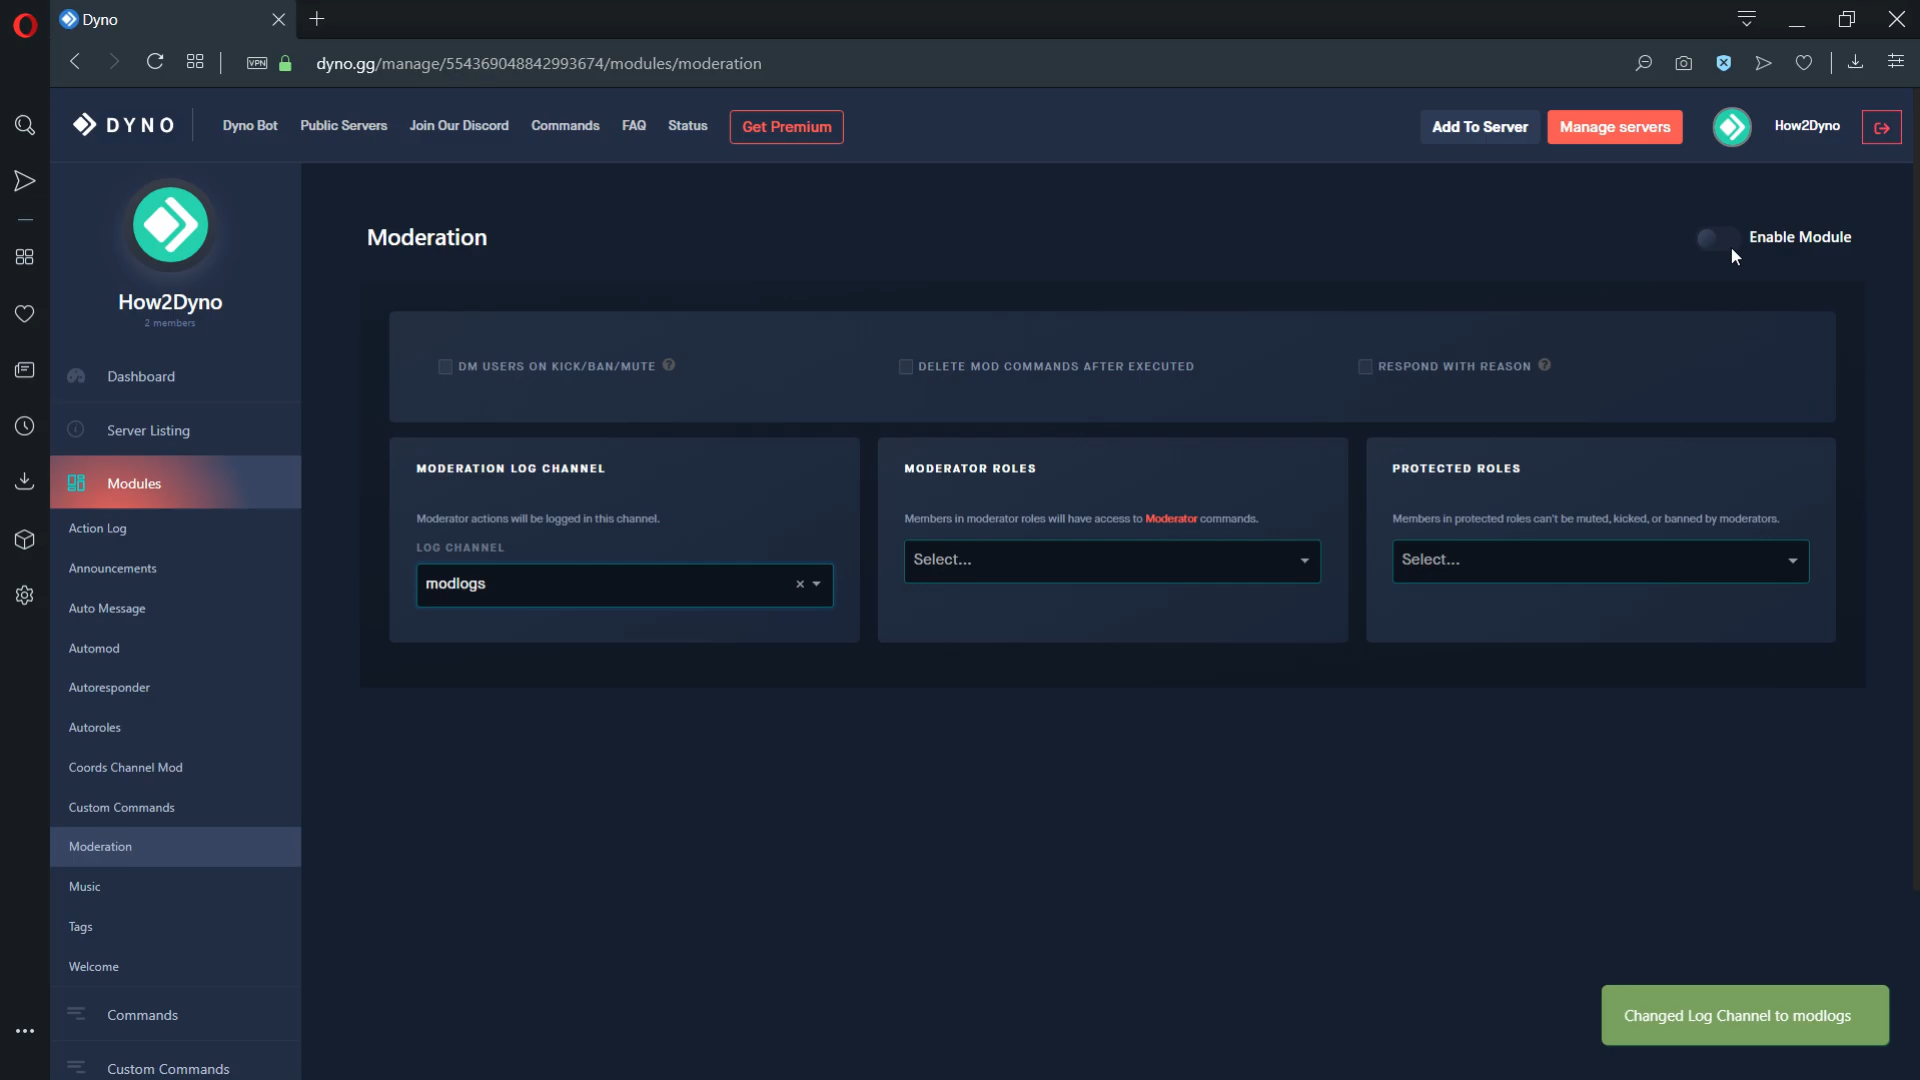 Dyno
VPN
dyno.gg/manage/554369048842993674/modules/moderation
DYNO
Dyno Bot
Public Servers
Join Our Discord
Commands
FAQ
Status
Get Premium
Add To Server
Manage servers
How2Dyno
How2Dyno
2 members
Dashboard
Server Listing
Modules
Action Log
Announcements
Auto Message
Automod
Autoresponder
Autoroles
Coords Channel Mod
Custom Commands
Moderation
Music
Tags
Welcome
Commands
Custom Commands
Moderation
Enable Module
DM USERS ON KICK/BAN/MUTE ?
DELETE MOD COMMANDS AFTER EXECUTED
RESPOND WITH REASON ?
MODERATION LOG CHANNEL
Moderator actions will be logged in this channel.
LOG CHANNEL
modlogs
MODERATOR ROLES
Members in moderator roles will have access to Moderator commands.
Select...
PROTECTED ROLES
Members in protected roles can't be muted, kicked, or banned by moderators.
Select...
Changed Log Channel to modlogs